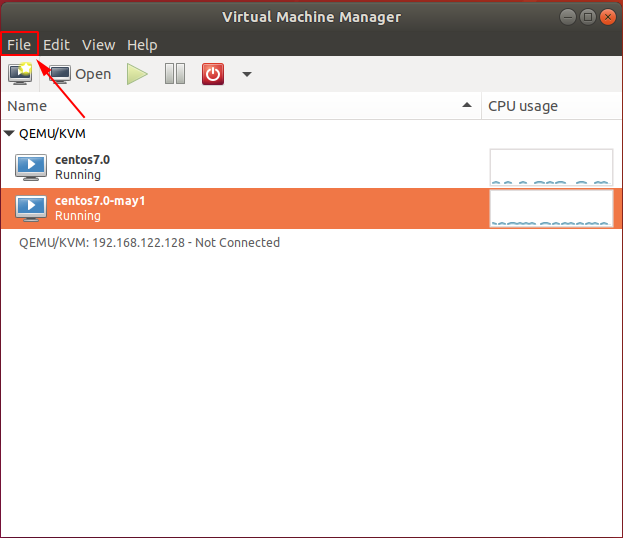 Virtual Machine Manager
File Edit View Help
Open
Name CPU usage
QEMU/KVM
centos7.0
Running
centos7.0-may1
Running
QEMU/KVM: 192.168.122.128 - Not Connected